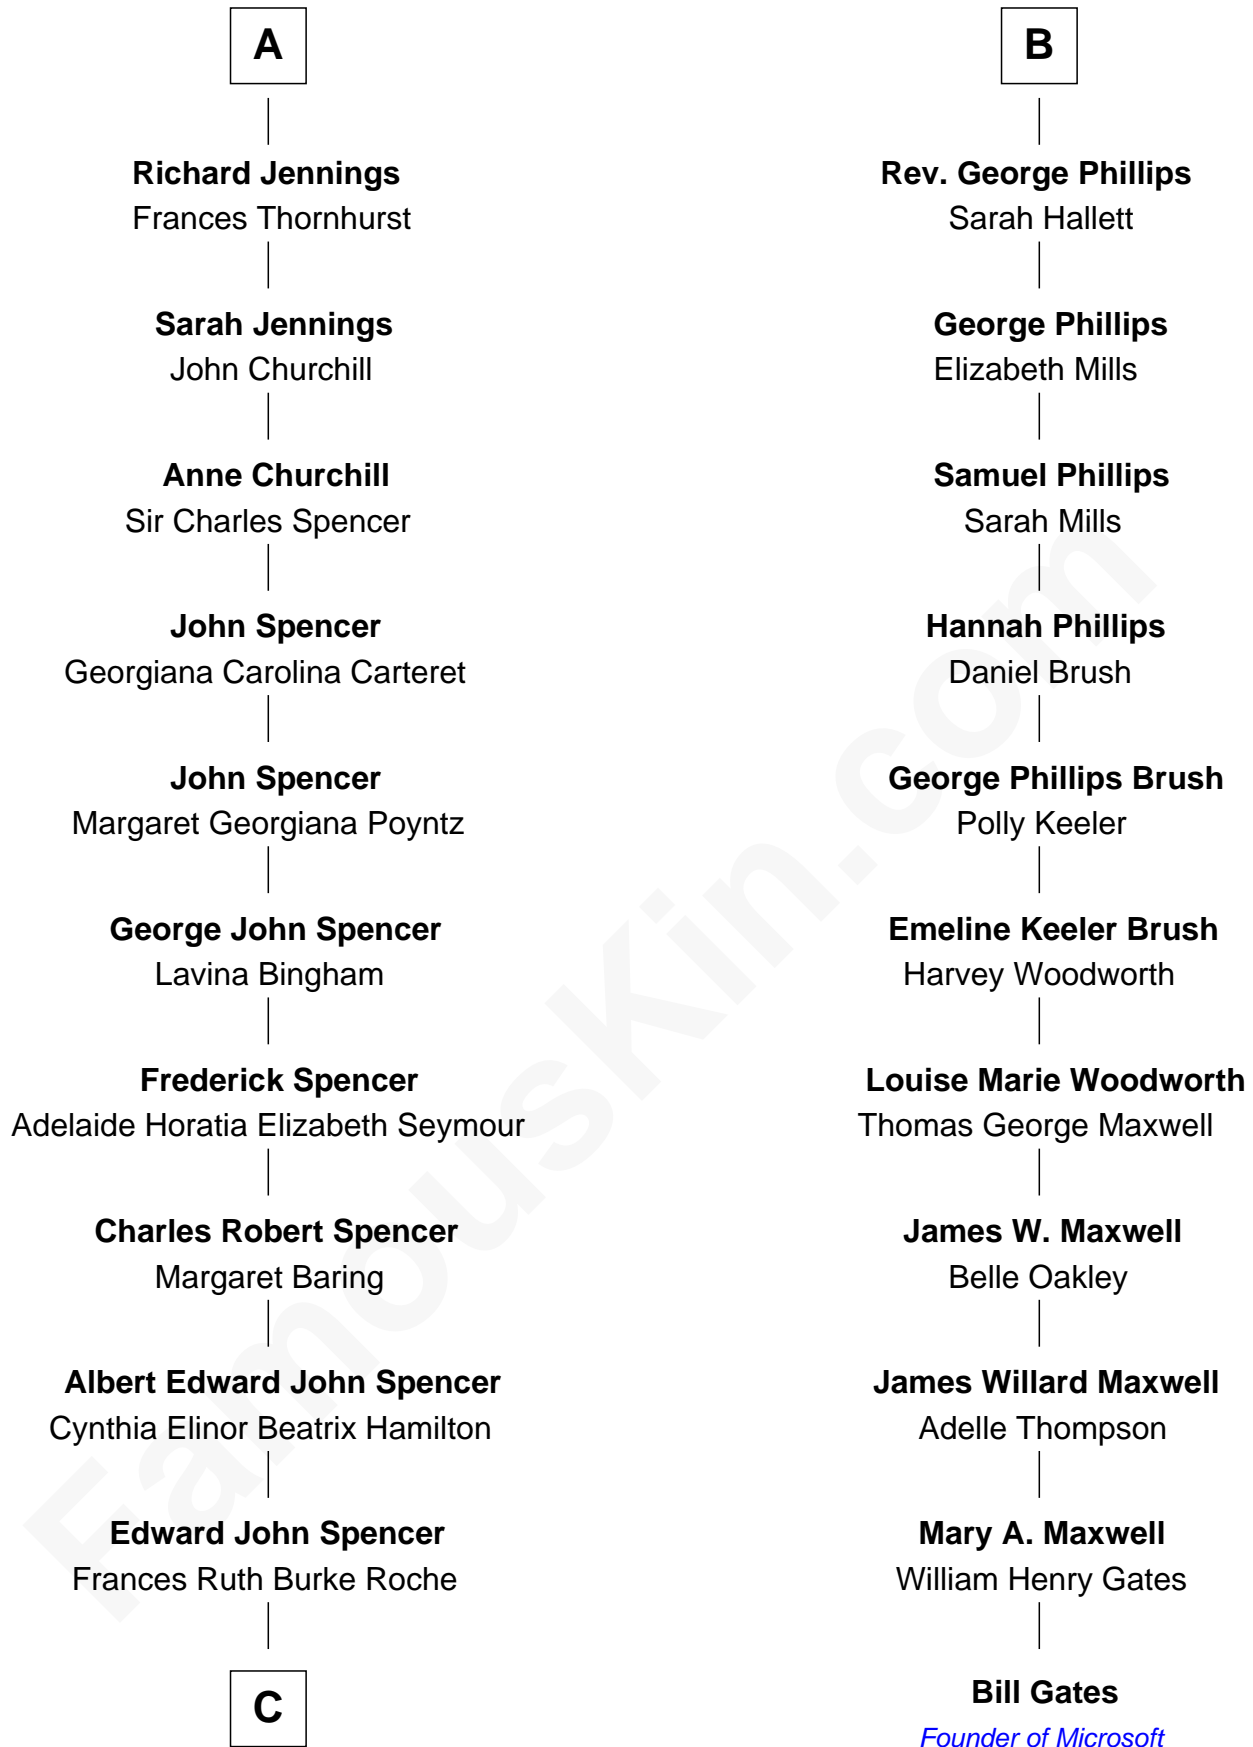 A
Richard Jennings
Frances Thornhurst
Sarah Jennings
John Churchill
Anne Churchill
Sir Charles Spencer
John Spencer
Georgiana Carolina Carteret
John Spencer
Margaret Georgiana Poyntz
George John Spencer
Lavina Bingham
Frederick Spencer
Adelaide Horatia Elizabeth Seymour
Charles Robert Spencer
Margaret Baring
Albert Edward John Spencer
Cynthia Elinor Beatrix Hamilton
Edward John Spencer
Frances Ruth Burke Roche
C
B
Rev. George Phillips
Sarah Hallett
George Phillips
Elizabeth Mills
Samuel Phillips
Sarah Mills
Hannah Phillips
Daniel Brush
George Phillips Brush
Polly Keeler
Emeline Keeler Brush
Harvey Woodworth
Louise Marie Woodworth
Thomas George Maxwell
James W. Maxwell
Belle Oakley
James Willard Maxwell
Adelle Thompson
Mary A. Maxwell
William Henry Gates
Bill Gates
Founder of Microsoft
FamousKin.com